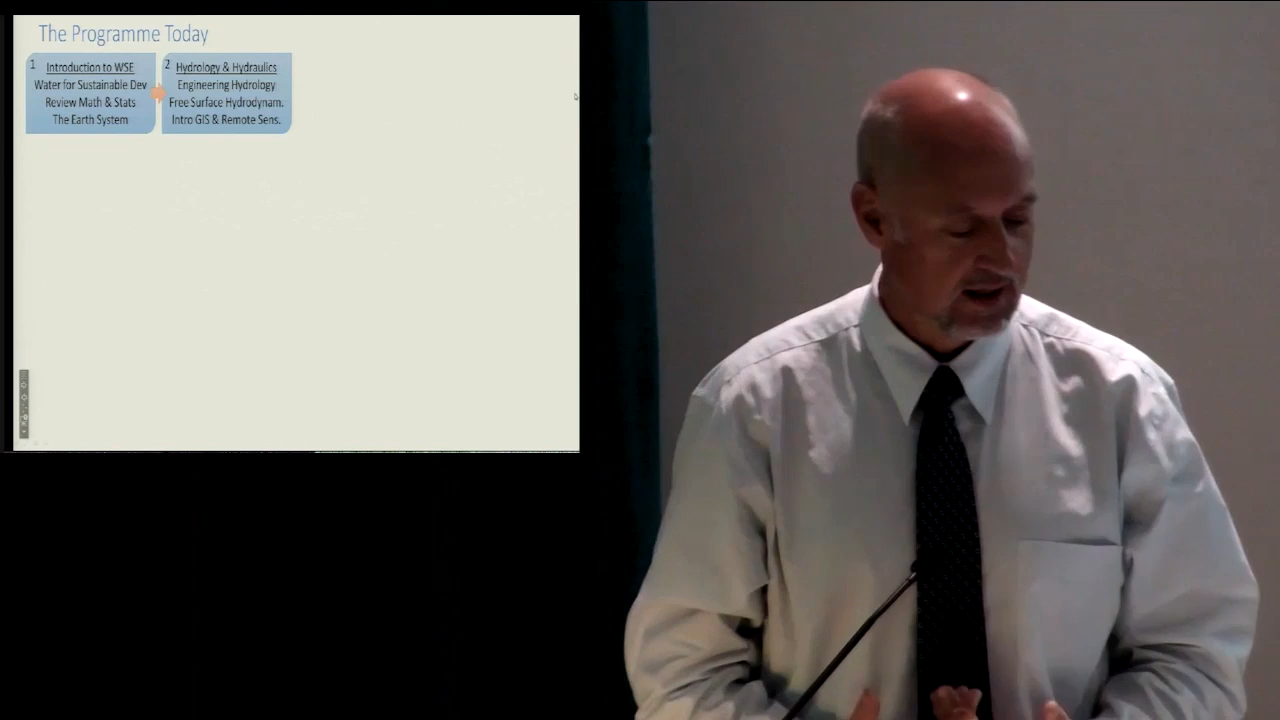 The Programme Today
1
Introduction to WSE
Water for Sustainable Dev
Review Math & Stats
The Earth System
2
Hydrology & Hydraulics
Engineering Hydrology
Free Surface Hydrodynam.
Intro GIS & Remote Sens.